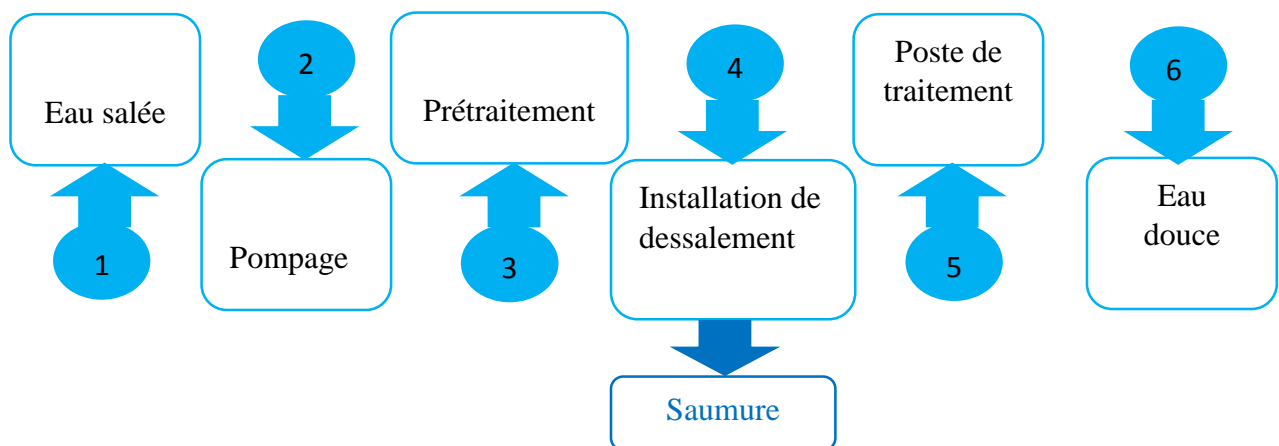 1
Eau salée
2
Pompage
3
Prétraitement
4
Installation de
dessalement
Saumure
5
Poste de
traitement
6
Eau
douce